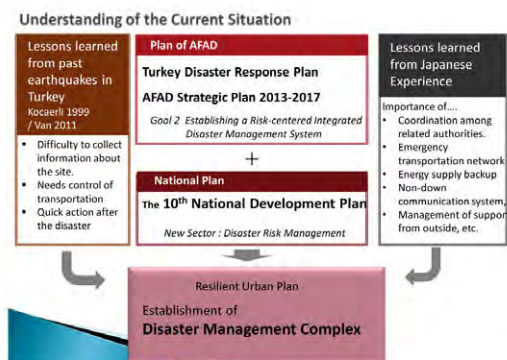 Understanding of the Current Situation
Lessons learned
from past
earthquakes in
Turkey
Kocaerli 1999
/ Van 2011
▪ Difficulty to collect
information about
the site.
▪ Needs control of
transportation
▪ Quick action after
the disaster
Plan of AFAD
Turkey Disaster Response Plan
AFAD Strategic Plan 2013-2017
Goal 2 Establishing a Risk-centered Integrated
Disaster Management System
+
National Plan
The 10th National Development Plan
New Sector : Disaster Risk Management
Lessons learned
from Japanese
Experience
Importance of....
• Coordination among
related authorities.
• Emergency
transportation network
• Energy supply backup
• Non-down
communication system,
• Management of support
from outside, etc.
Resilient Urban Plan
Establishment of
Disaster Management Complex